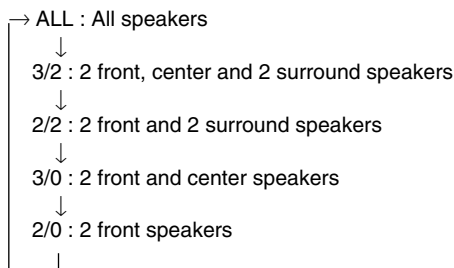 → ALL : All speakers
↓
3/2 : 2 front, center and 2 surround speakers
↓
2/2 : 2 front and 2 surround speakers
↓
3/0 : 2 front and center speakers
↓
2/0 : 2 front speakers